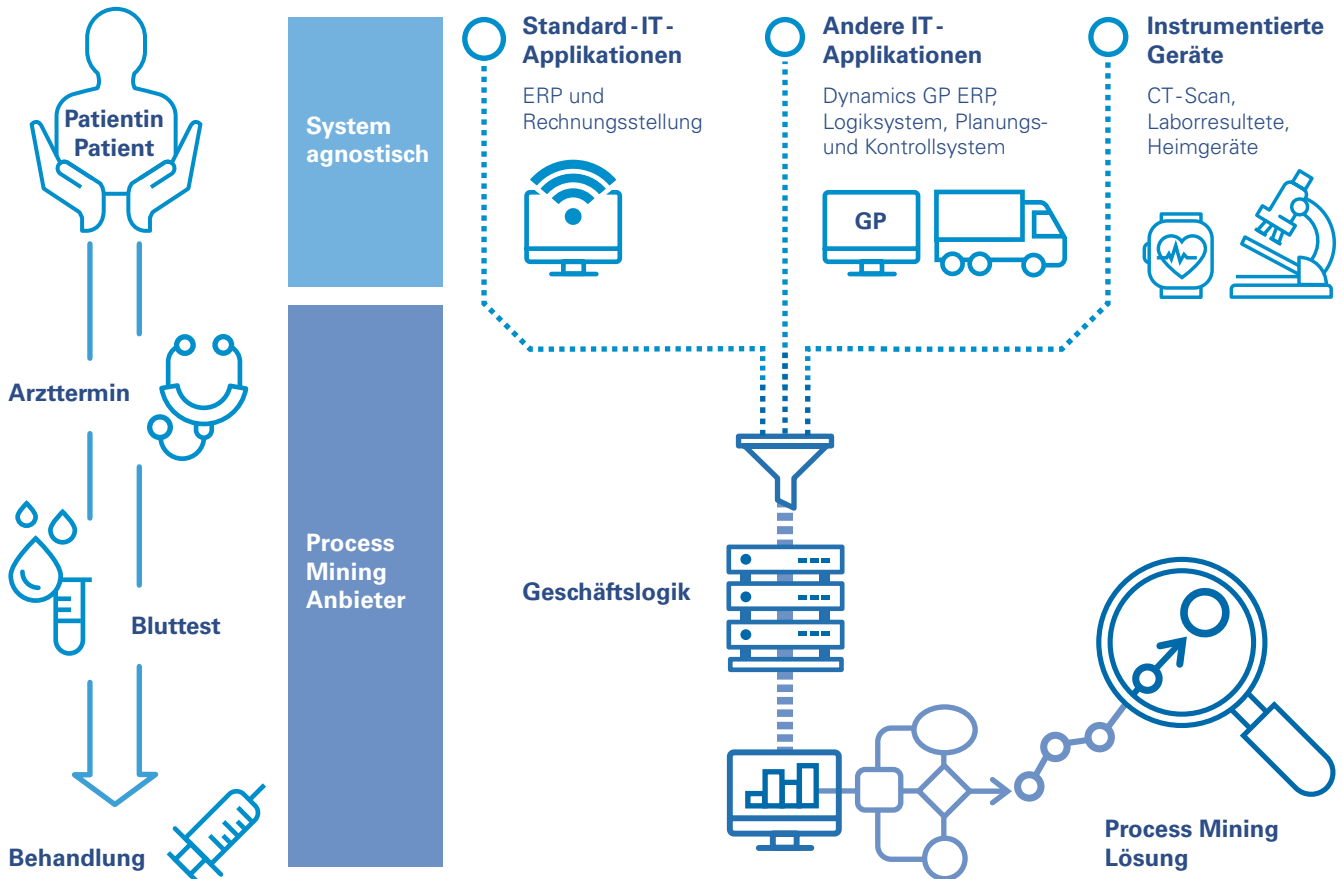 Patientin
Patient
Arzttermin
Bluttest
Behandlung
System
agnostisch
Process
Mining
Anbieter
Standard-IT-
Applikationen
ERP und
Rechnungsstellung
Andere IT-
Applikationen
Dynamics GP ERP,
Logiksystem, Planungs-
und Kontrollsystem
GP
Instrumentierte
Geräte
CT-Scan,
Laborresultete,
Heimgeräte
Geschäftslogik
Process Mining
Lösung